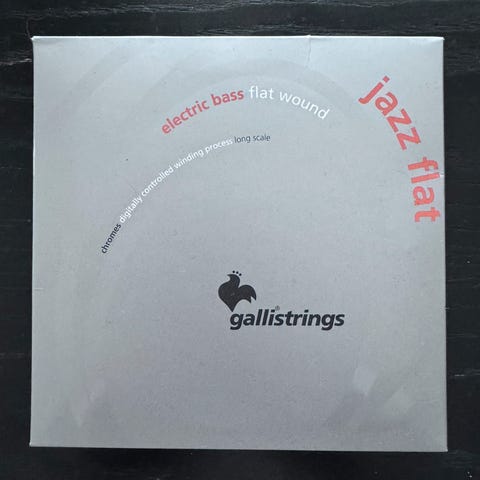 jazz flat
electric bass flat wound
chromes digitally controlled winding process long scale
gallistrings®